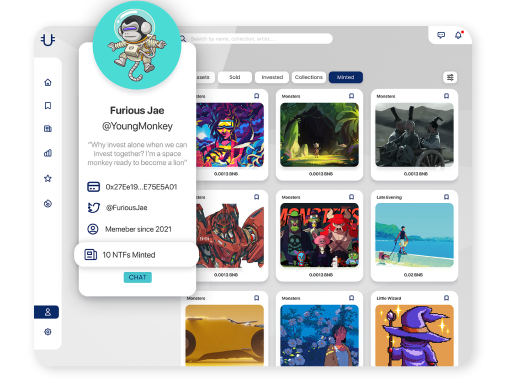 Search by name, collection, artist...
Furious Jae
@YoungMonkey
"Why invest alone when we can
invest together? I'm a space
monkey ready to become a lion"
0x27Ee19...E75E5A01
@FuriousJae
Memeber since 2021
10 NTFs Minted
CHAT
ssets
Sold
Invested
Collections
Minted
onsters
Monsters
Monsters
0.0013 BNB
0.0013 BNB
0.0013 BNB
Monsters
Monsters
Late Evening
MONSTERS
0.0013 BNB
0.0013 BNB
0.02 BNB
Monsters
Monsters
Little Wizard